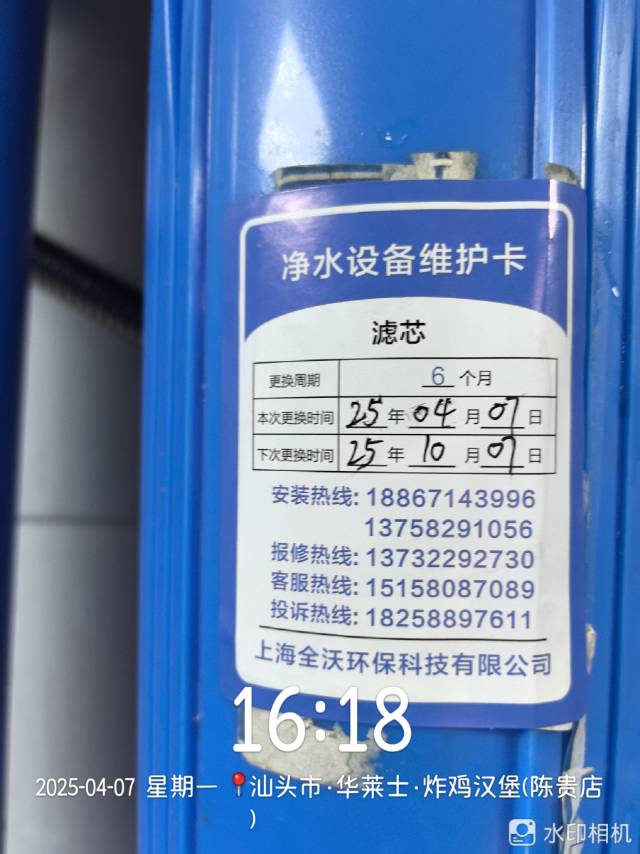 净水设备维护卡
滤芯
更换周期 6 个月
本次更换时间 25 年 04 月 07 日
下次更换时间 25 年 10 月 07 日
安装热线: 18867143996
13758291056
报修热线: 13732292730
客服热线: 15158087089
投诉热线: 18258897611
上海全沃环保科技有限公司
16:18
2025-04-07 星期一 汕头市·华莱士·炸鸡汉堡(陈贵店
)
水印相机